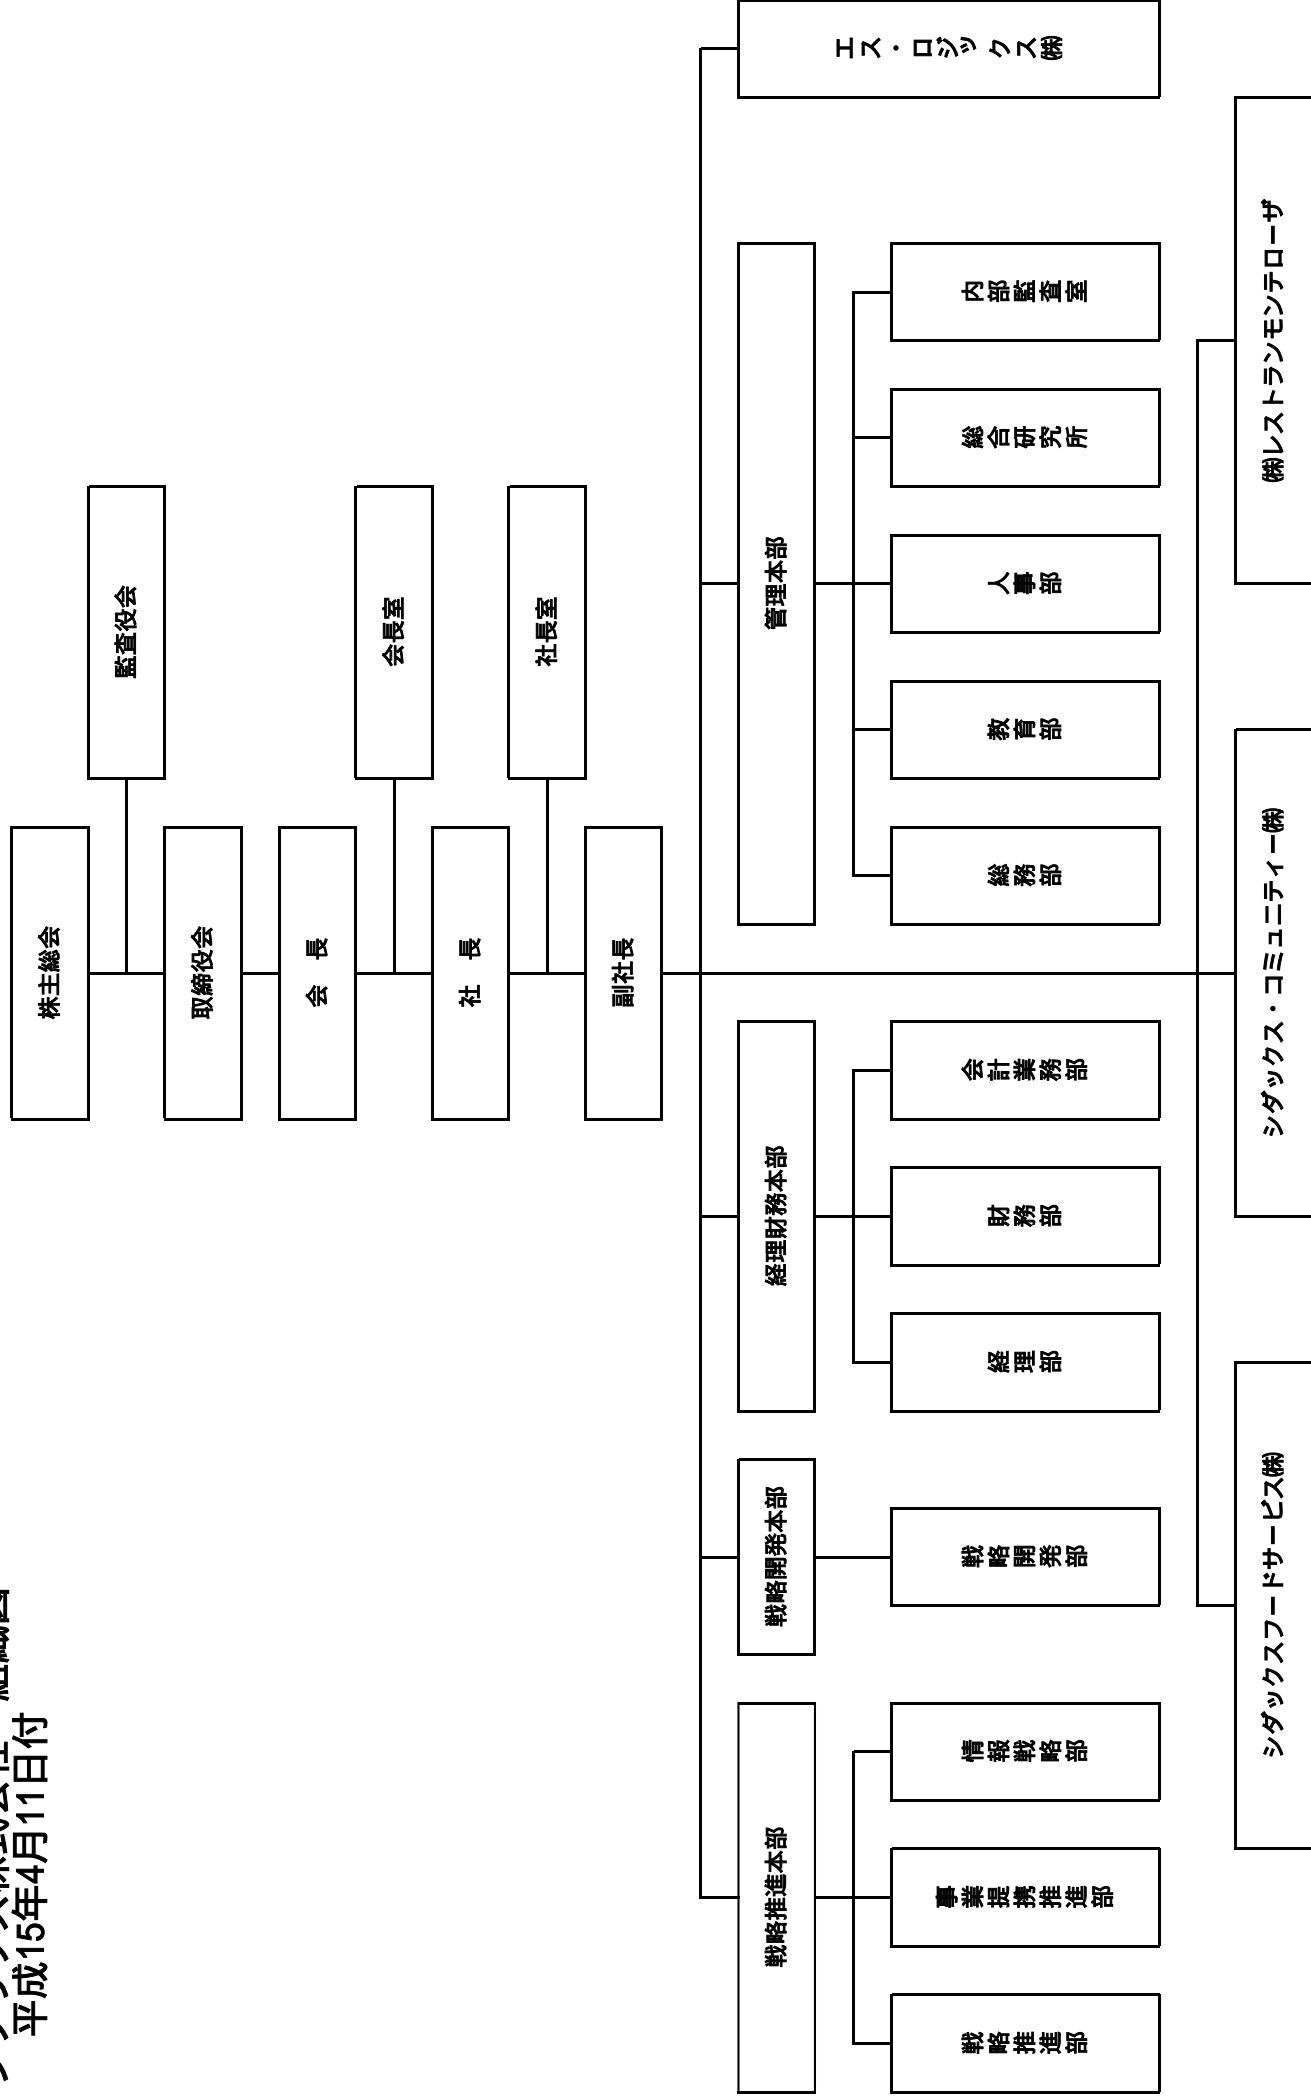 株式会社　組織図
平成15年4月11日付
株主総会
監査役会
取締役会
会　長
会長室
社　長
社長室
副社長
戦略推進本部
戦略開発本部
経理財務本部
管理本部
エス・ロジックス㈱
戦略推進部
事業提携推進部
情報戦略部
戦略開発部
経理部
財務部
会計業務部
総務部
教育部
人事部
総合研究所
内部監査室
シダックスフードサービス㈱
シダックス・コミュニティー㈱
㈱レストランモンテローザ